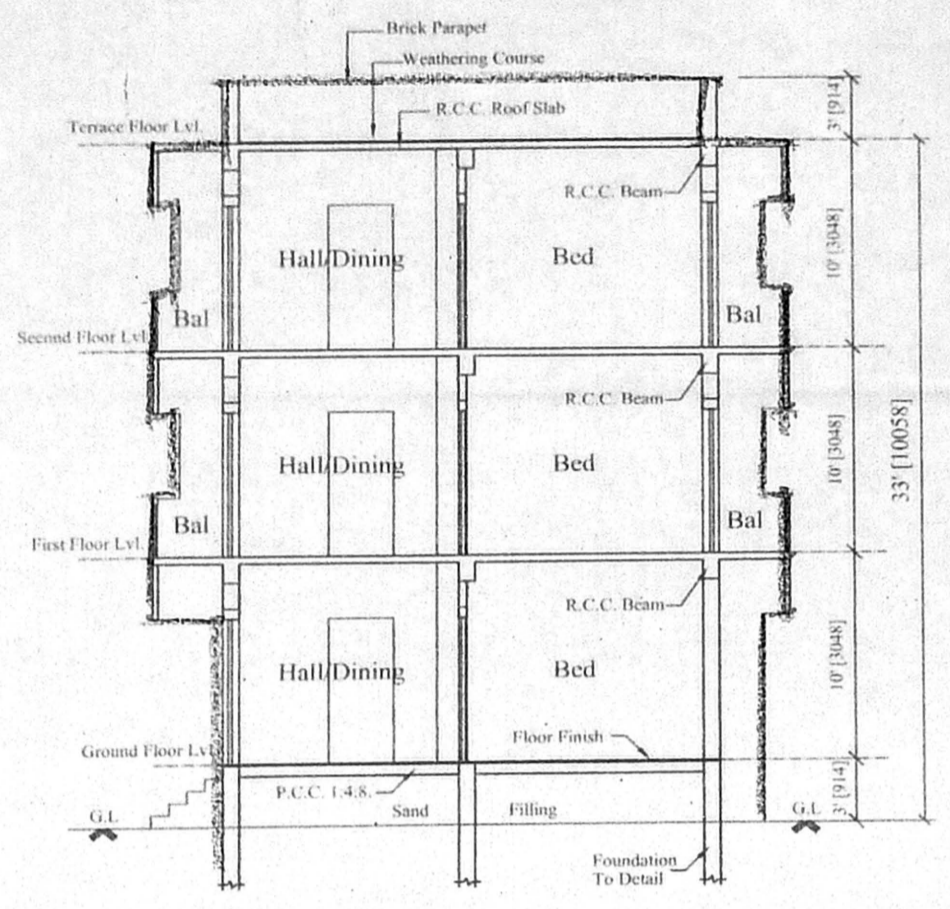 Brick Parapet
Weathering Course
R.C.C. Roof Slab
3' [914]
Terrace Floor Lvl.
R.C.C. Beam
10' [3048]
Hall/Dining
Bed
Bal
Bal
Second Floor Lvl.
R.C.C. Beam
33' [10058]
10' [3048]
Hall/Dining
Bed
Bal
Bal
First Floor Lvl.
R.C.C. Beam
10' [3048]
Hall/Dining
Bed
Floor Finish
Ground Floor Lvl.
P.C.C. 1:4:8.
3' [914]
Sand
Filling
G.L
G.L
Foundation
To Detail